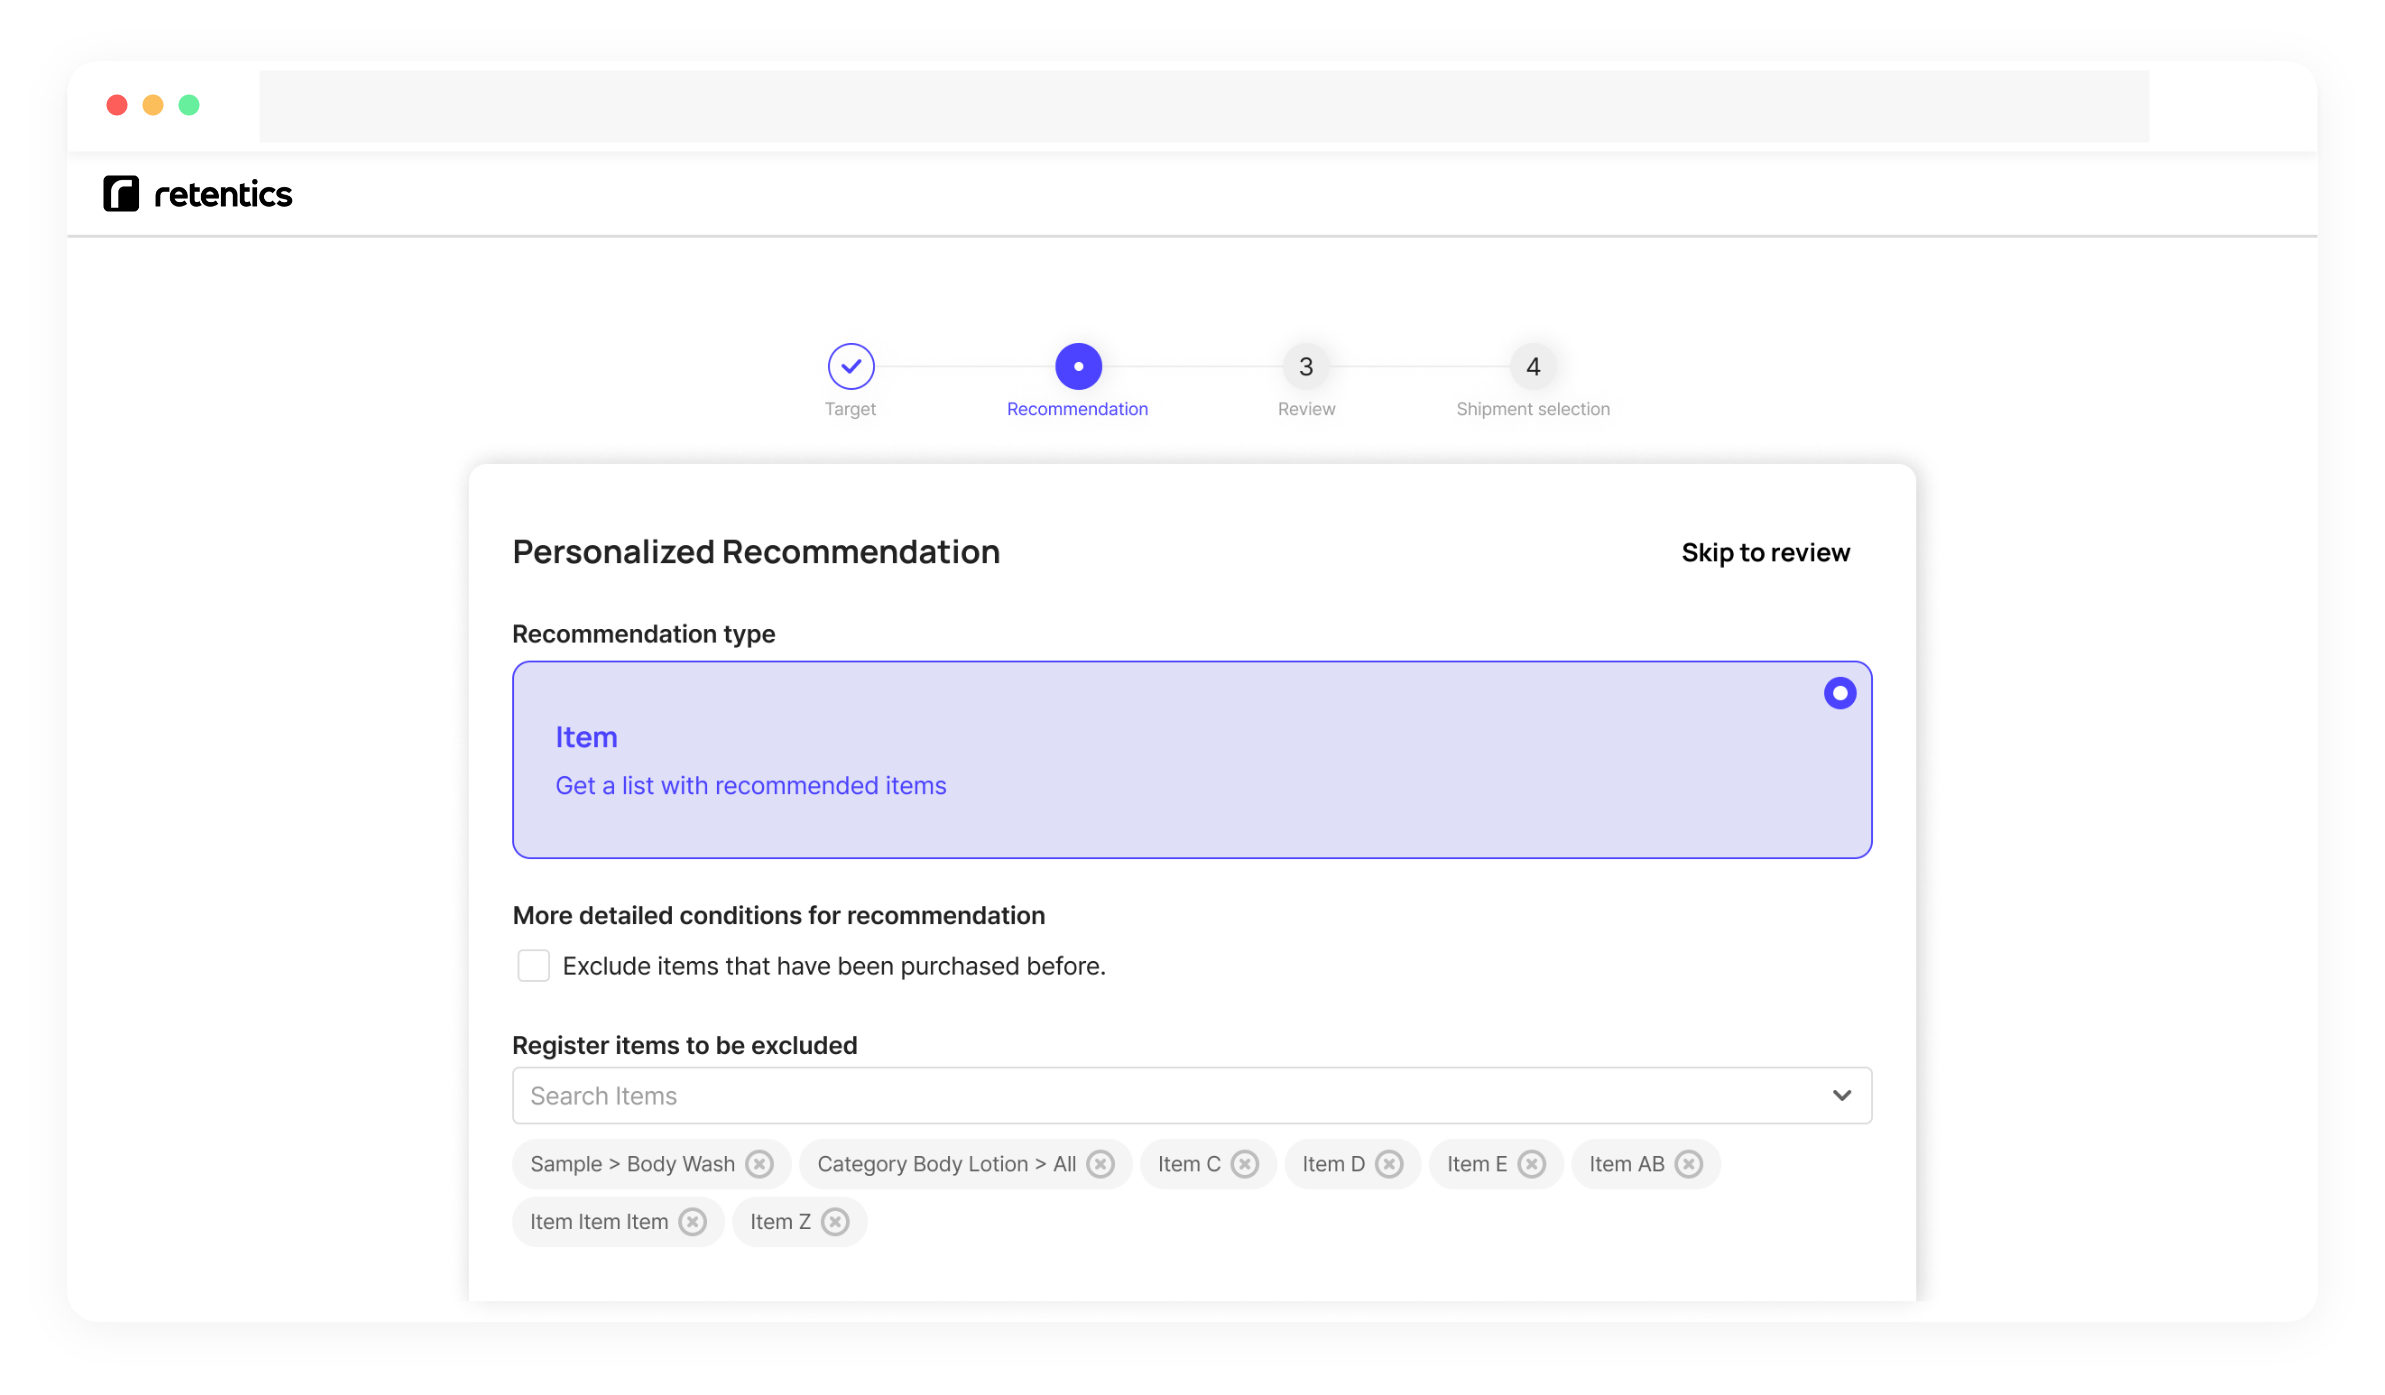 retentics
3
4
Target
Recommendation
Review
Shipment selection
Personalized Recommendation
Skip to review
Recommendation type
Item
Get a list with recommended items
More detailed conditions for recommendation
Exclude items that have been purchased before.
Register items to be excluded
Search Items
Sample > Body Wash
Category Body Lotion > All
Item C
Item D
Item E
Item AB
Item Item Item
Item Z